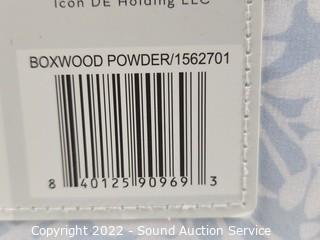 Icon DE Holding LLC
BOXWOOD POWDER/1562701
8 40125 90969 3
Copyright 2022 - Sound Auction Service